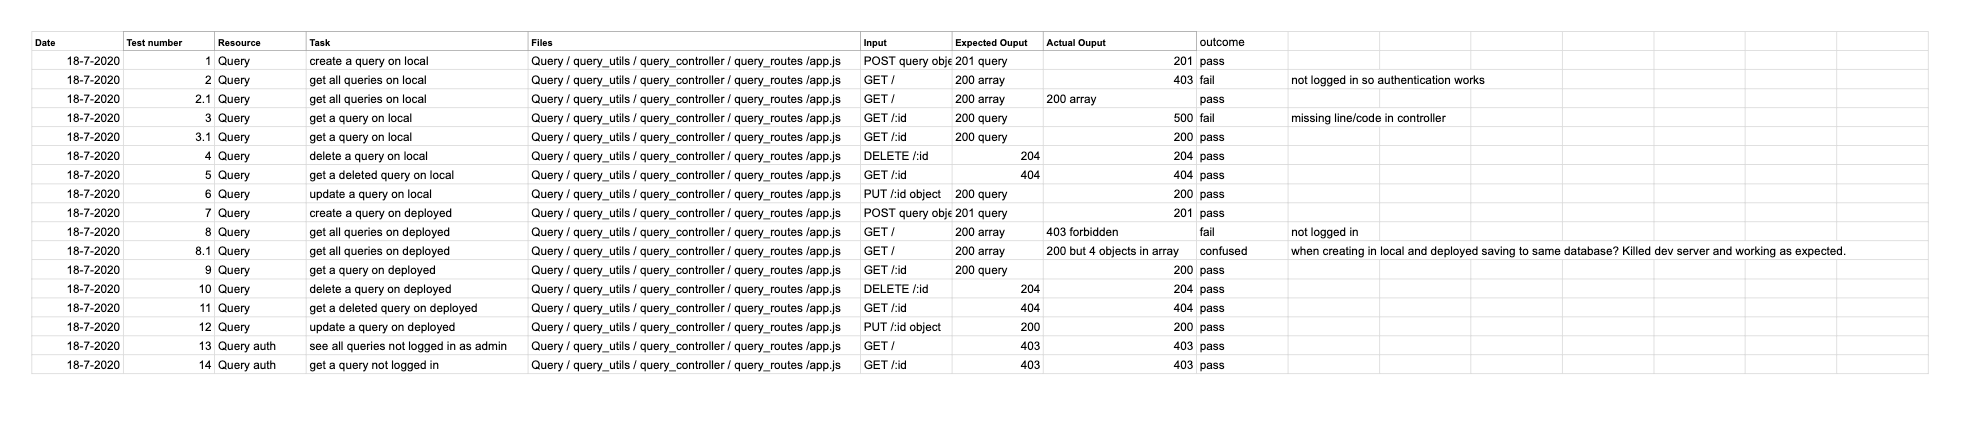 Date Test number Resource Task Files Input Expected Ouput Actual Ouput outcome
18-7-2020 1 Query create a query on local Query / query_utils / query_controller / query_routes /app.js POST query obje 201 query 201 pass
18-7-2020 2 Query get all queries on local Query / query_utils / query_controller / query_routes /app.js GET / 200 array 403 fail not logged in so authentication works
18-7-2020 2.1 Query get all queries on local Query / query_utils / query_controller / query_routes /app.js GET / 200 array 200 array pass
18-7-2020 3 Query get a query on local Query / query_utils / query_controller / query_routes /app.js GET /:id 200 query 500 fail missing line/code in controller
18-7-2020 3.1 Query get a query on local Query / query_utils / query_controller / query_routes /app.js GET /:id 200 query 200 pass
18-7-2020 4 Query delete a query on local Query / query_utils / query_controller / query_routes /app.js DELETE /:id 204 204 pass
18-7-2020 5 Query get a deleted query on local Query / query_utils / query_controller / query_routes /app.js GET /:id 404 404 pass
18-7-2020 6 Query update a query on local Query / query_utils / query_controller / query_routes /app.js PUT /:id object 200 query 200 pass
18-7-2020 7 Query create a query on deployed Query / query_utils / query_controller / query_routes /app.js POST query obje 201 query 201 pass
18-7-2020 8 Query get all queries on deployed Query / query_utils / query_controller / query_routes /app.js GET / 200 array 403 forbidden fail not logged in
18-7-2020 8.1 Query get all queries on deployed Query / query_utils / query_controller / query_routes /app.js GET / 200 array 200 but 4 objects in array confused when creating in local and deployed saving to same database? Killed dev server and working as expected.
18-7-2020 9 Query get a query on deployed Query / query_utils / query_controller / query_routes /app.js GET /:id 200 query 200 pass
18-7-2020 10 Query delete a query on deployed Query / query_utils / query_controller / query_routes /app.js DELETE /:id 204 204 pass
18-7-2020 11 Query get a deleted query on deployed Query / query_utils / query_controller / query_routes /app.js GET /:id 404 404 pass
18-7-2020 12 Query update a query on deployed Query / query_utils / query_controller / query_routes /app.js PUT /:id object 200 200 pass
18-7-2020 13 Query auth see all queries not logged in as admin Query / query_utils / query_controller / query_routes /app.js GET / 403 403 pass
18-7-2020 14 Query auth get a query not logged in Query / query_utils / query_controller / query_routes /app.js GET /:id 403 403 pass